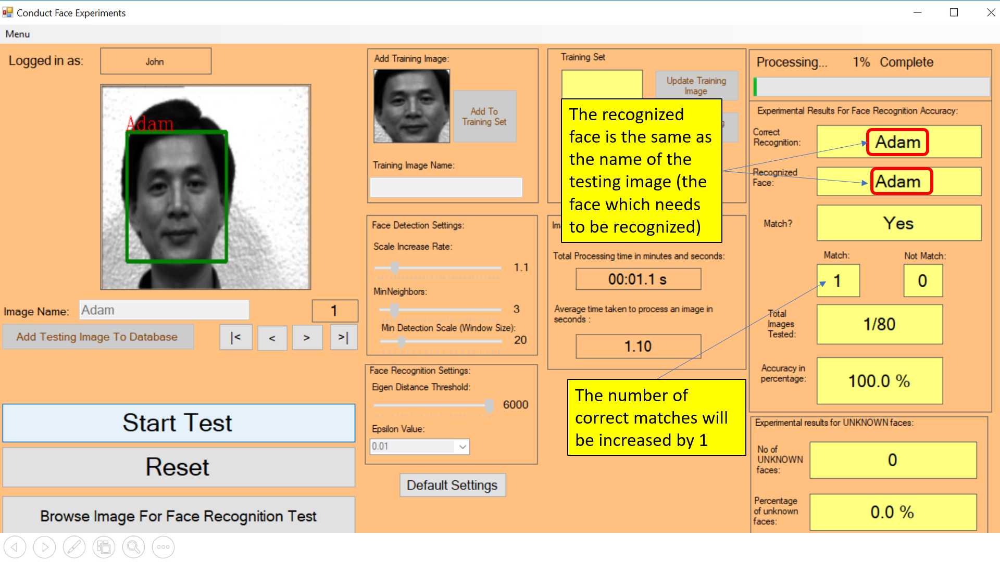 Conduct Face Experiments
Menu
Logged in as:
John
Adam
Image Name:
Adam
1
Add Testing Image To Database
|<
<
>
>|
Start Test
Reset
Browse Image For Face Recognition Test
Add Training Image:
Add To
Training Set
Training Image Name:
Face Detection Settings:
Scale Increase Rate:
1.1
MinNeighbors:
3
Min Detection Scale (Window Size):
20
Face Recognition Settings:
Eigen Distance Threshold:
6000
Epsilon Value:
0.01
Default Settings
Training Set
Update Training
Image
The recognized
face is the same as
the name of the
testing image (the
face which needs
to be recognized)
Total Processing time in minutes and seconds:
00:01.1 s
Average time taken to process an image in
seconds :
1.10
The number of
correct matches will
be increased by 1
Processing... 1% Complete
Experimental Results For Face Recognition Accuracy:
Correct
Recognition:
Adam
Recognized
Face:
Adam
Match?
Yes
Match:
Not Match:
1
0
Total
Images
Tested:
1/80
Accuracy in
percentage:
100.0 %
Experimental results for UNKNOWN faces:
No of
UNKNOWN
faces:
0
Percentage
of unknown
faces:
0.0 %